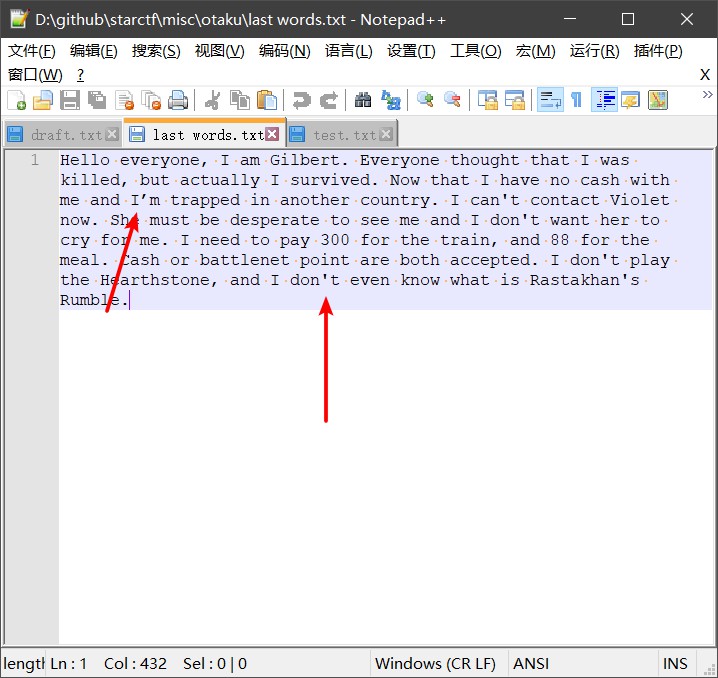 D:\github\starctf\misc\otaku\last words.txt - Notepad++
文件(F) 编辑(E) 搜索(S) 视图(V) 编码(N) 语言(L) 设置(T) 工具(O) 宏(M) 运行(R) 插件(P)
窗口(W) ? X
draft.txt last words.txt test.txt
1 Hello everyone, I am Gilbert. Everyone thought that I was
killed, but actually I survived. Now that I have no cash with
me and I’m trapped in another country. I can't contact Violet
now. She must be desperate to see me and I don't want her to
cry for me. I need to pay 300 for the train, and 88 for the
meal. Cash or battlenet point are both accepted. I don't play
the Hearthstone, and I don't even know what is Rastakhan's
Rumble.
length Ln : 1 Col : 432 Sel : 0 | 0 Windows (CR LF) ANSI INS